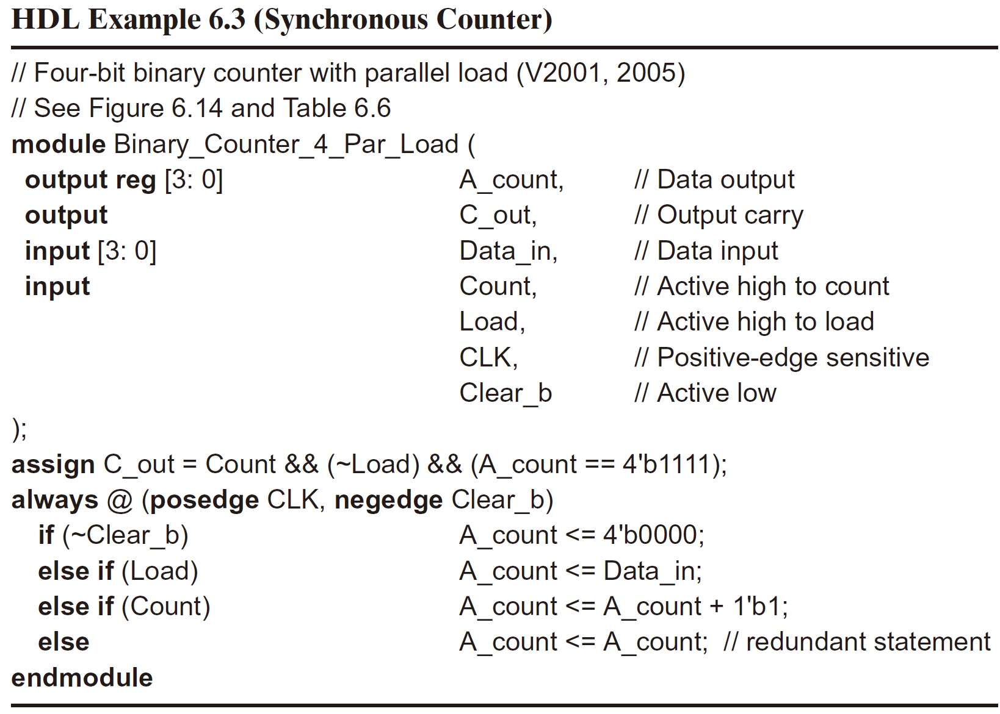 HDL Example 6.3 (Synchronous Counter)
// Four-bit binary counter with parallel load (V2001, 2005)
// See Figure 6.14 and Table 6.6
module Binary_Counter_4_Par_Load (
output reg [3: 0] A_count, // Data output
output C_out, // Output carry
input [3: 0] Data_in, // Data input
input Count, // Active high to count
Load, // Active high to load
CLK, // Positive-edge sensitive
Clear_b // Active low
);
assign C_out = Count && (~Load) && (A_count == 4'b1111);
always @ (posedge CLK, negedge Clear_b)
if (~Clear_b) A_count <= 4'b0000;
else if (Load) A_count <= Data_in;
else if (Count) A_count <= A_count + 1'b1;
else A_count <= A_count; // redundant statement
endmodule